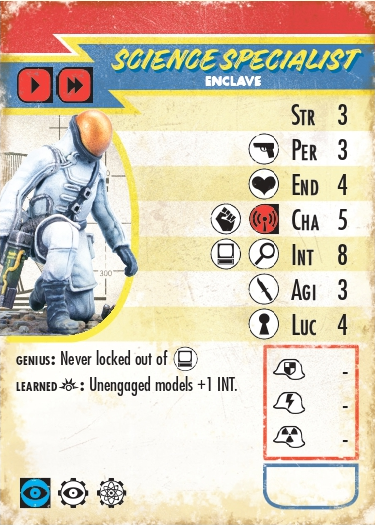 SCIENCE SPECIALIST
ENCLAVE
STR 3
PER 3
END 4
CHA 5
INT 8
AGI 3
LUC 4
300
GENIUS: Never locked out of
LEARNED: Unengaged models +1 INT.
-
-
-